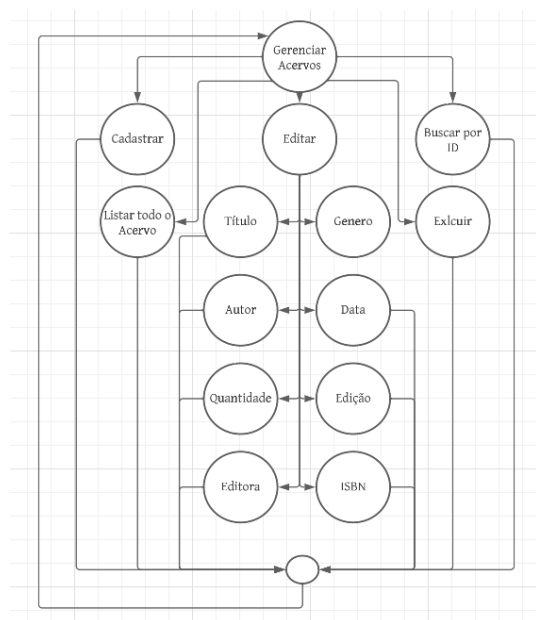 Gerenciar
Acervos
Cadastrar
Editar
Buscar por
ID
Listar todo o
Acervo
Título
Genero
Exlcuir
Autor
Data
Quantidade
Edição
Editora
ISBN